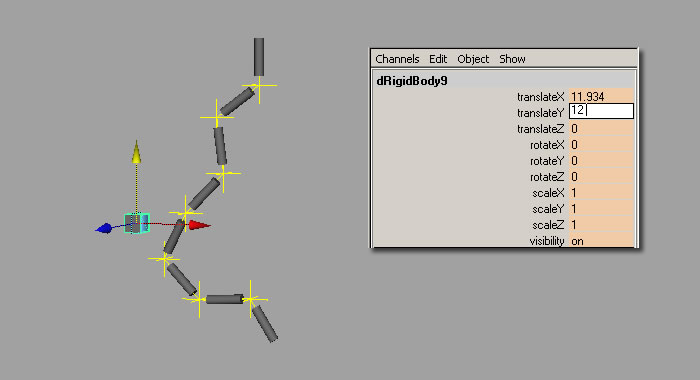 Channels Edit Object Show
dRigidBody9
translateX 11.934
translateY 12
translateZ 0
rotateX 0
rotateY 0
rotateZ 0
scaleX 1
scaleY 1
scaleZ 1
visibility on